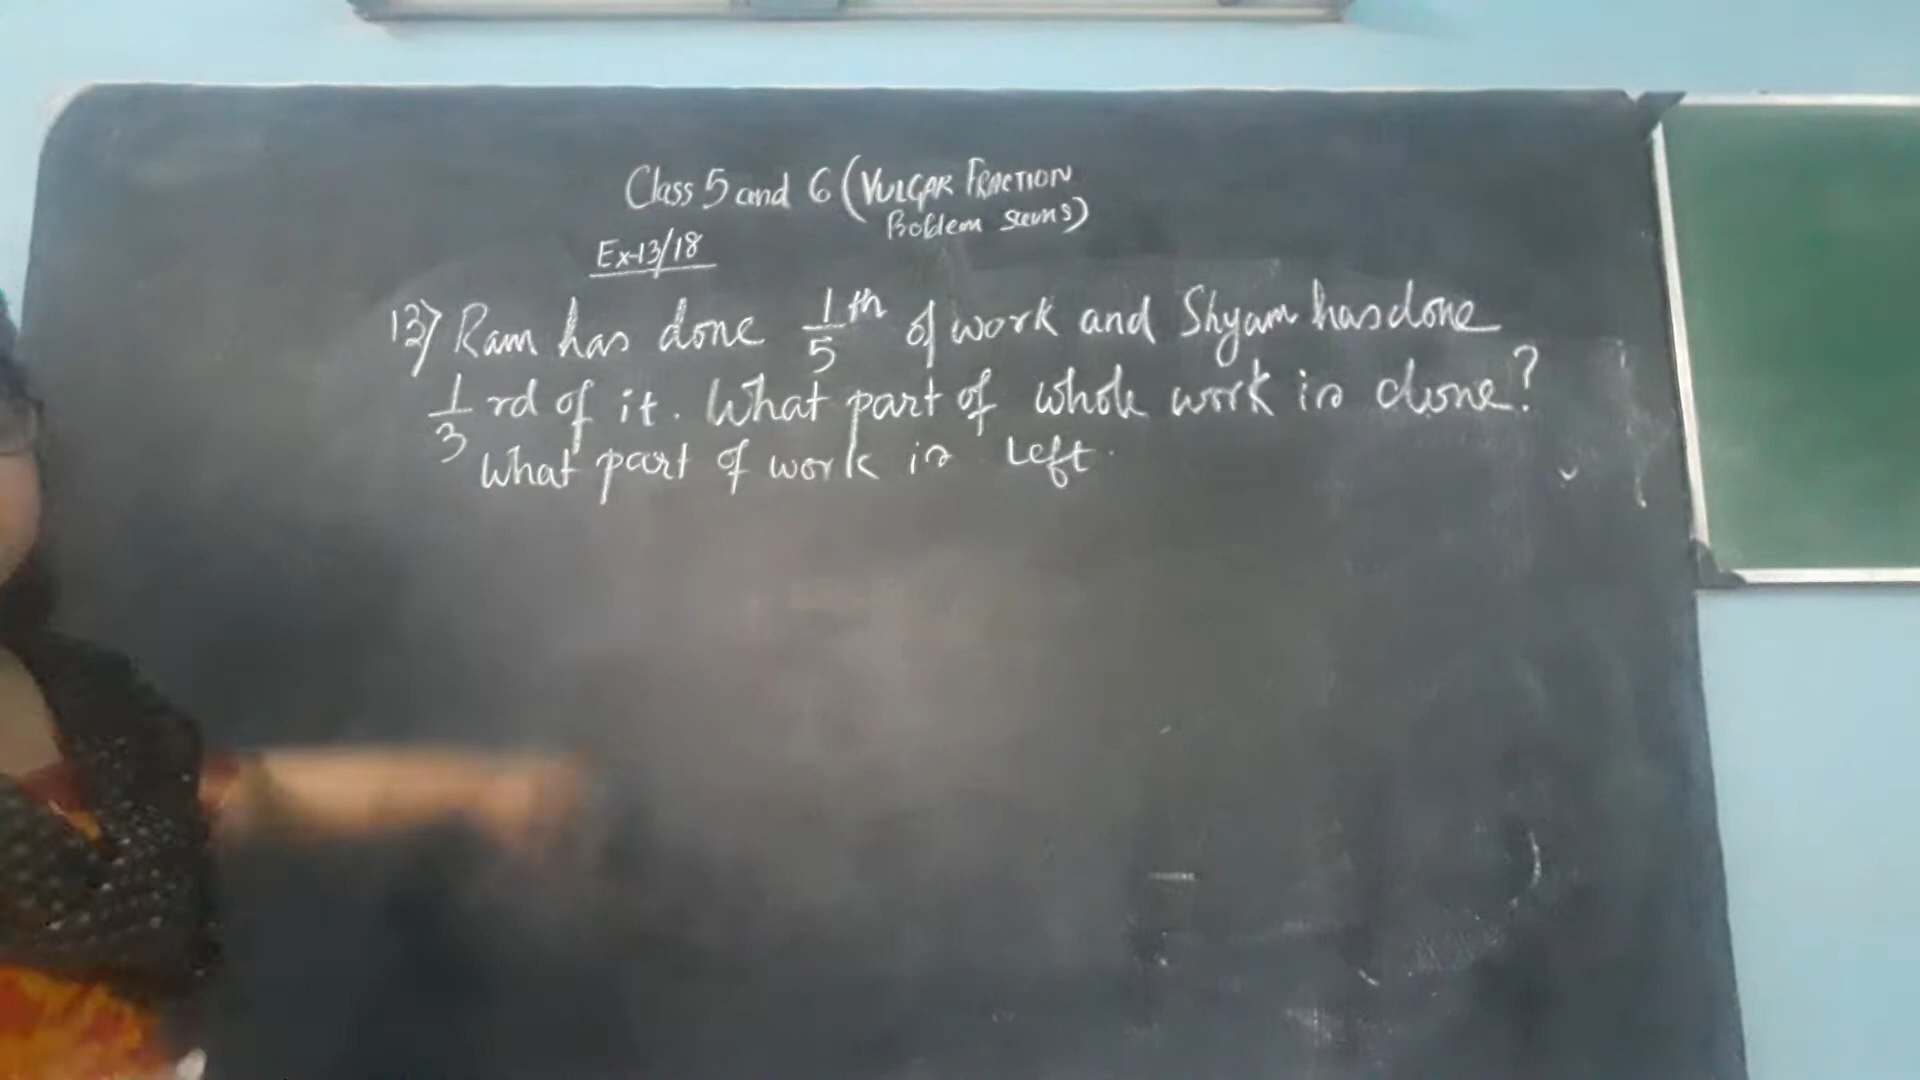 Class 5 and 6 (VULGAR FRACTION
Problem sums)
Ex-13/18
13) Ram has done 1/5 th of work and Shyam has done
1/3 rd of it. What part of whole work is done?
What part of work is left.